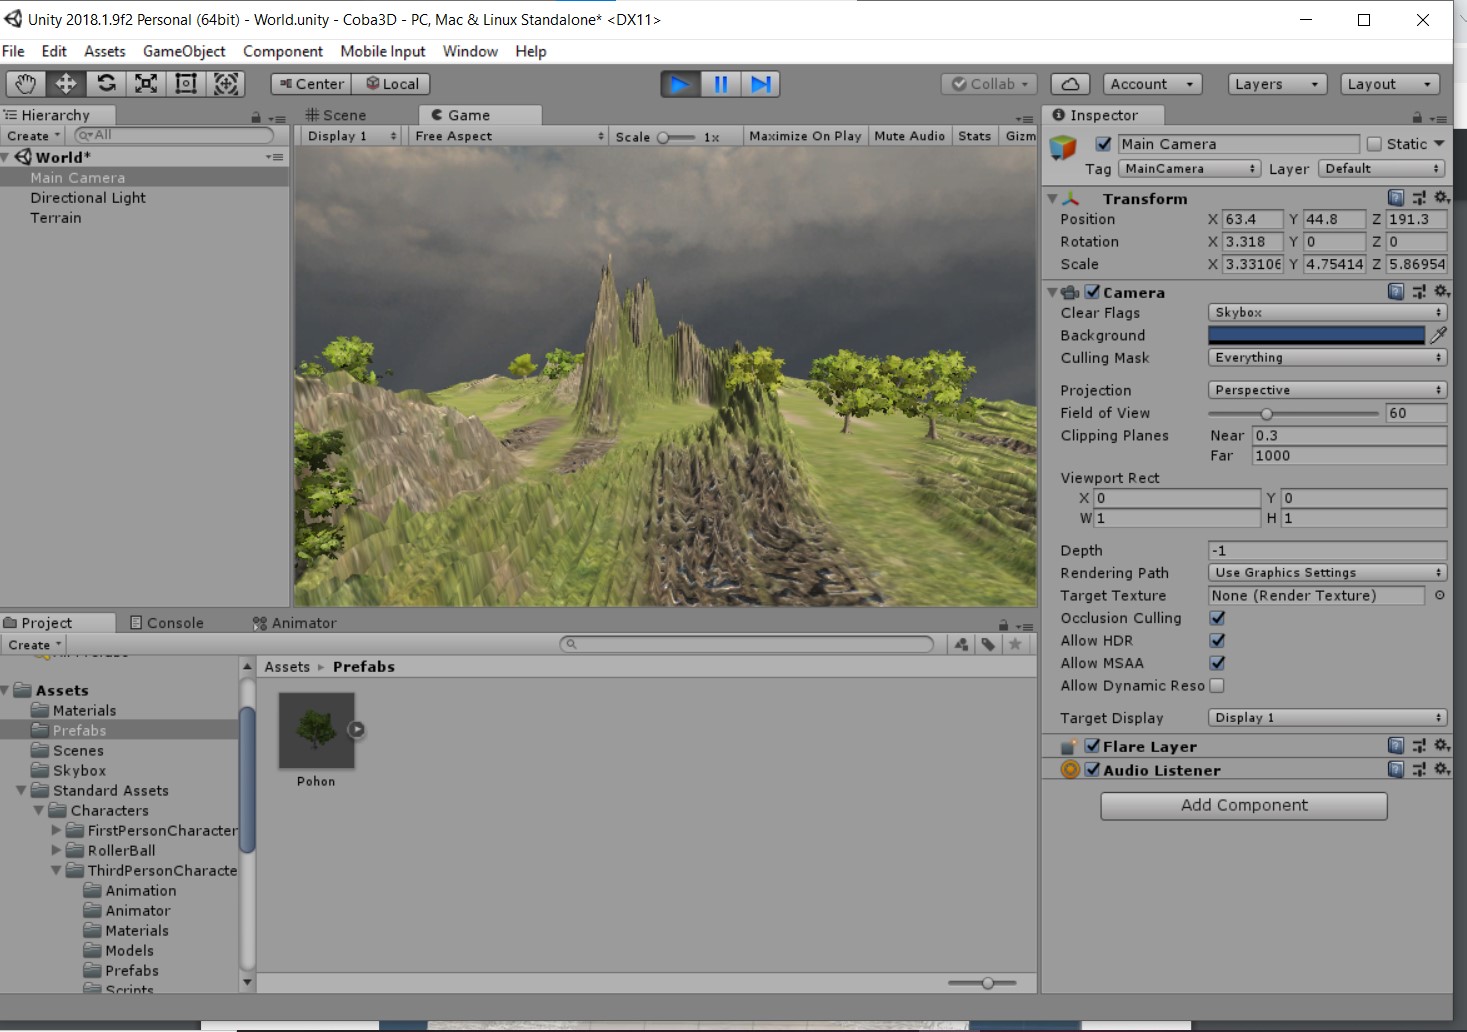 Unity 2018.1.9f2 Personal (64bit) - World.unity - Coba3D - PC, Mac & Linux Standalone* <DX11>
File Edit Assets GameObject Component Mobile Input Window Help
Center Local Collab Account Layers Layout
Hierarchy
Create All
World*
Main Camera
Directional Light
Terrain
Scene Game
Display 1 Free Aspect Scale 1x Maximize On Play Mute Audio Stats Gizm
Inspector
Main Camera Static
Tag MainCamera Layer Default
Transform
Position X 63.4 Y 44.8 Z 191.3
Rotation X 3.318 Y 0 Z 0
Scale X 3.33106 Y 4.75414 Z 5.86954
Camera
Clear Flags Skybox
Background
Culling Mask Everything
Projection Perspective
Field of View 60
Clipping Planes Near 0.3
Far 1000
Viewport Rect
X 0 Y 0
W 1 H 1
Depth -1
Rendering Path Use Graphics Settings
Target Texture None (Render Texture)
Occlusion Culling
Allow HDR
Allow MSAA
Allow Dynamic Reso
Target Display Display 1
Flare Layer
Audio Listener
Add Component
Project Console Animator
Create
Assets
Materials
Prefabs
Scenes
Skybox
Standard Assets
Characters
FirstPersonCharacter
RollerBall
ThirdPersonCharacte
Animation
Animator
Materials
Models
Prefabs
Scripts
Assets Prefabs
Pohon